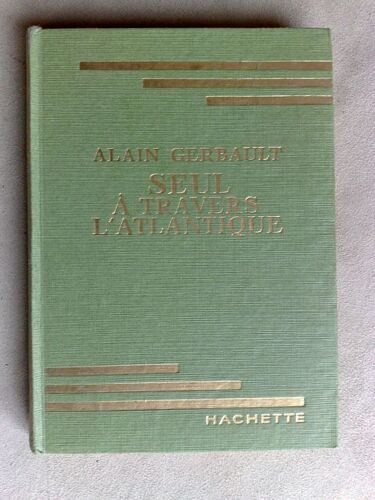 ALAIN GERBAULT
SEUL
À TRAVERS
L'ATLANTIQUE
HACHETTE